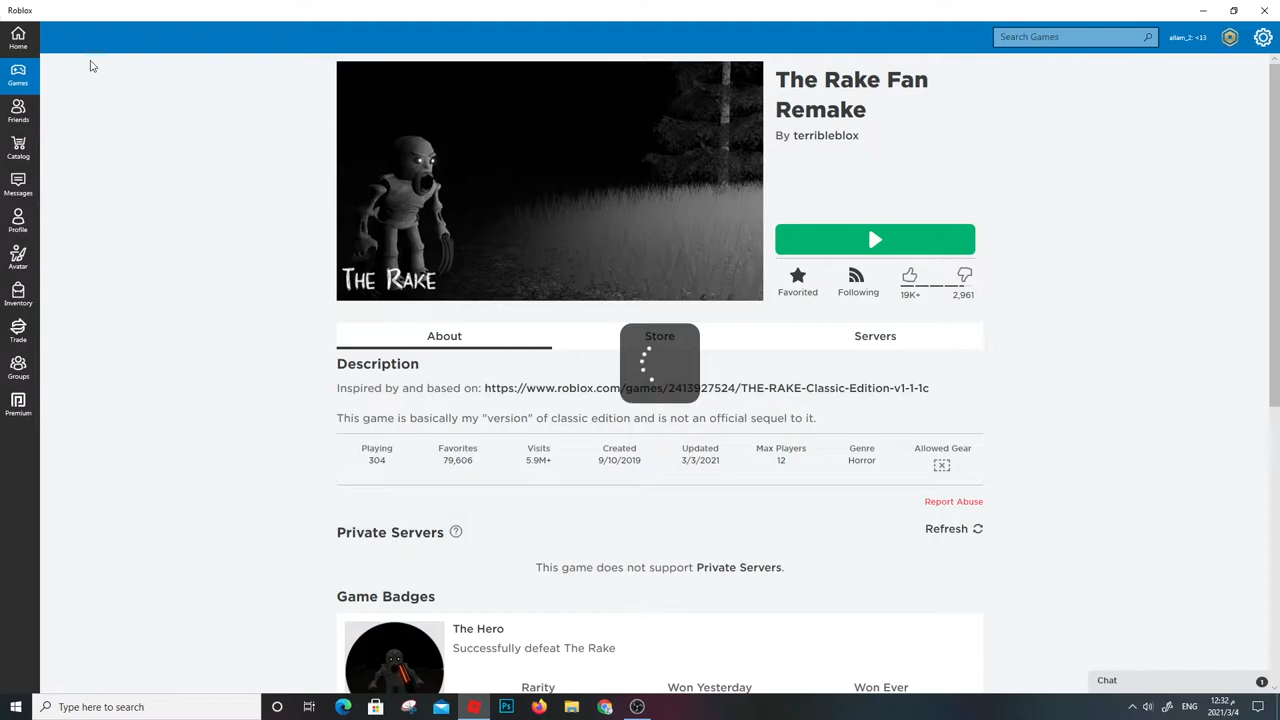 Roblox
Home
Games
Friends
Catalog
Messages
Profile
Avatar
Inventory
Trade
Groups
Premium
Search Games
allam_2: <13
THE RAKE
The Rake Fan
Remake
By terribleblox
Favorited
Following
19K+
2,961
About
Store
Servers
Description
Inspired by and based on: https://www.roblox.com/games/2413927524/THE-RAKE-Classic-Edition-v1-1-1c
This game is basically my "version" of classic edition and is not an official sequel to it.
Playing Favorites Visits Created Updated Max Players Genre Allowed Gear
304 79,606 5.9M+ 9/10/2019 3/3/2021 12 Horror
Report Abuse
Private Servers
Refresh
This game does not support Private Servers.
Game Badges
The Hero
Successfully defeat The Rake
Rarity Won Yesterday Won Ever
Chat 1
Type here to search
ENG
12:32 م
2021/3/4